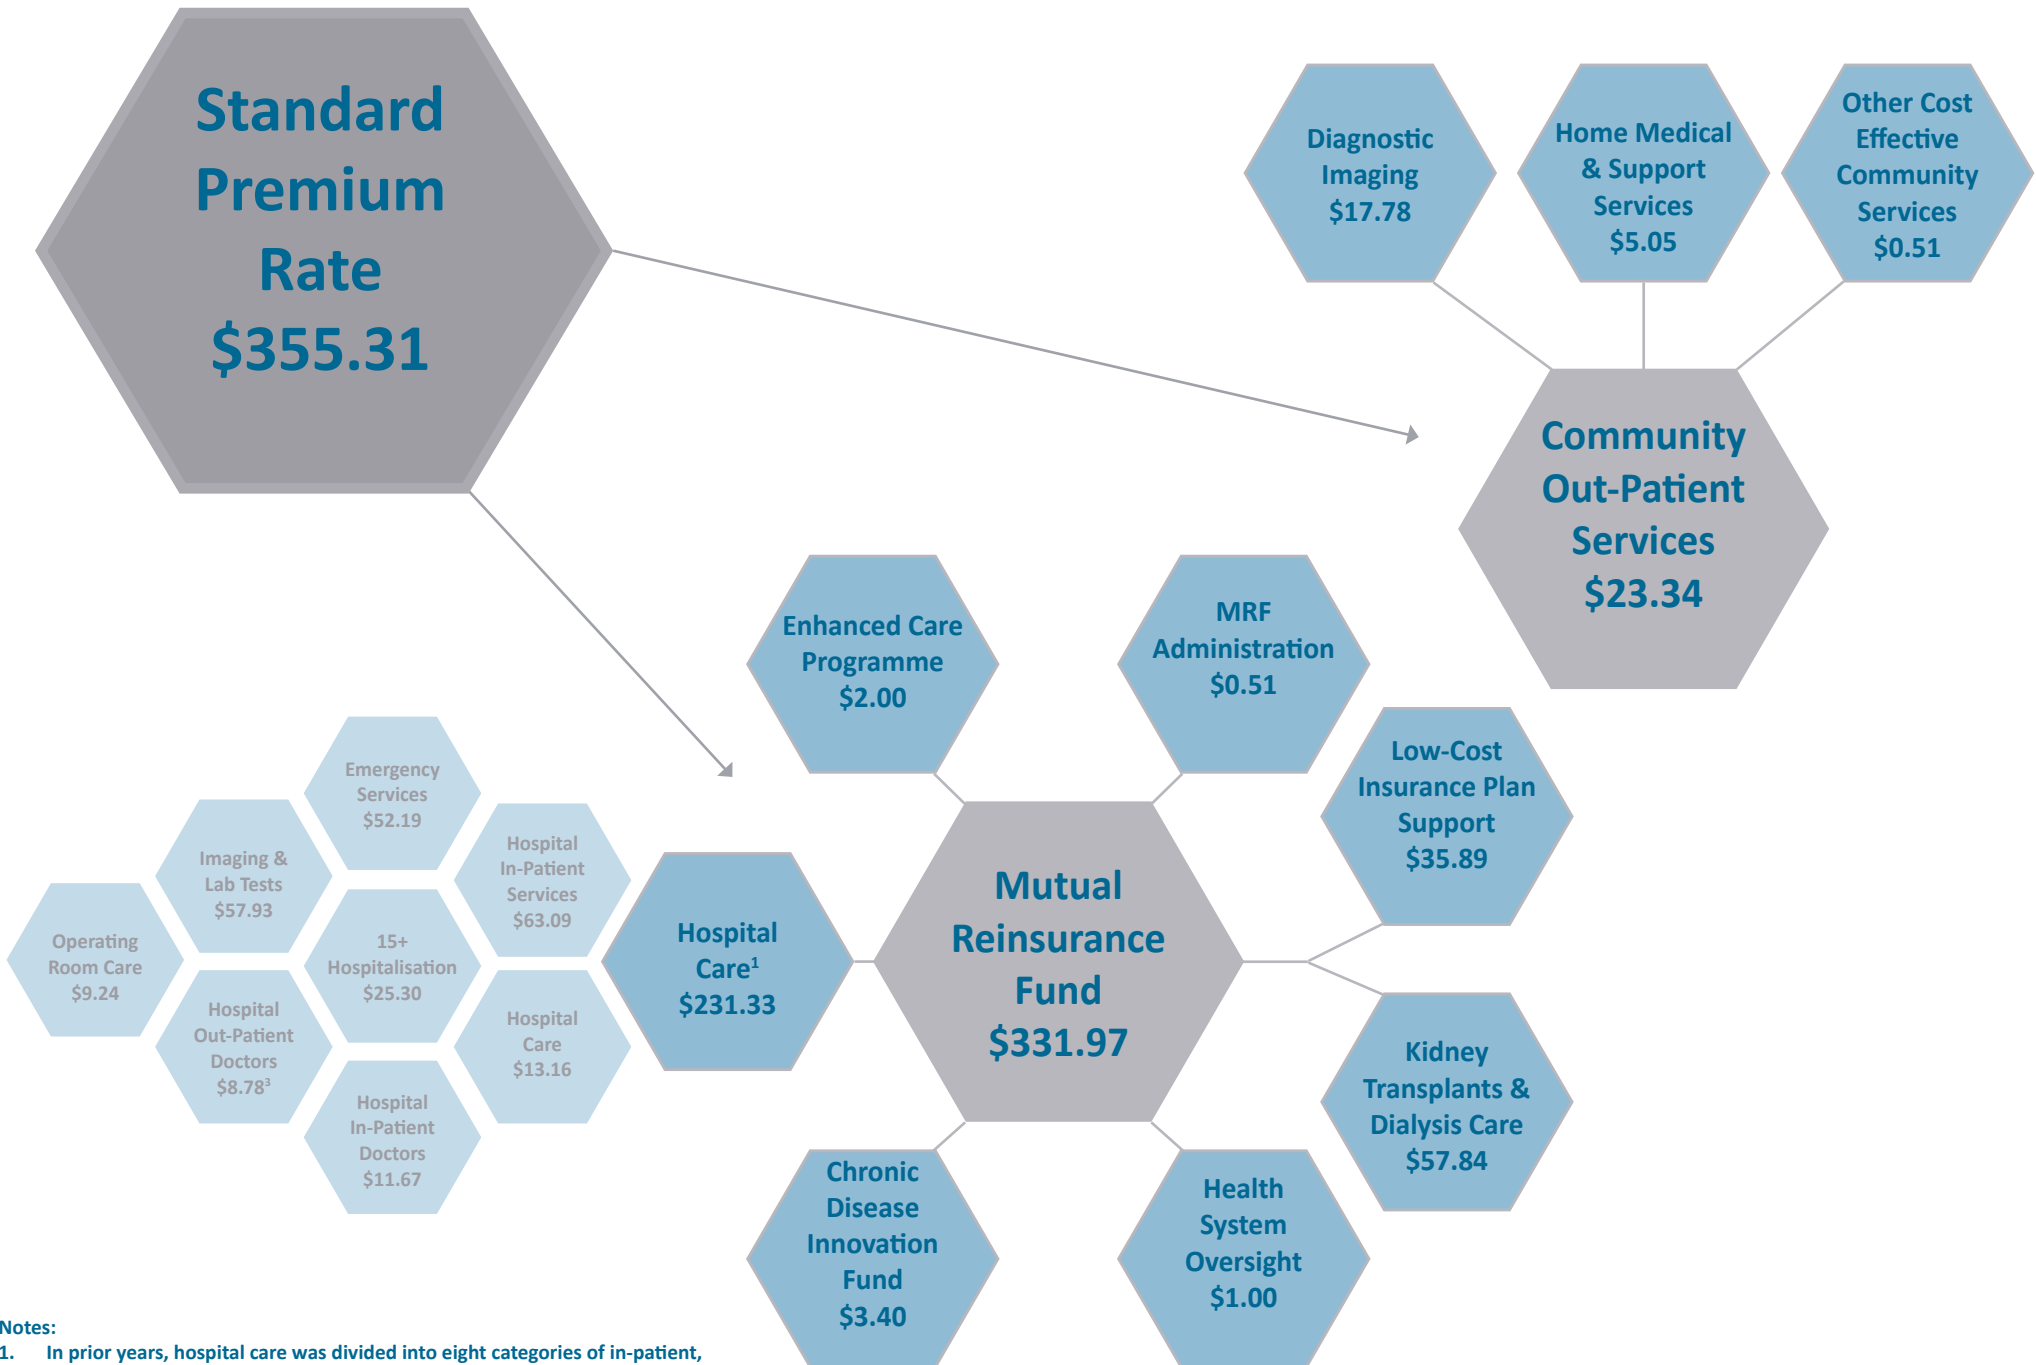 Standard
Premium
Rate
$355.31
Diagnostic
Imaging
$17.78
Home Medical
& Support
Services
$5.05
Other Cost
Effective
Community
Services
$0.51
Community
Out-Patient
Services
$23.34
Enhanced Care
Programme
$2.00
MRF
Administration
$0.51
Low-Cost
Insurance Plan
Support
$35.89
Mutual
Reinsurance
Fund
$331.97
Hospital
Care¹
$231.33
Kidney
Transplants &
Dialysis Care
$57.84
Chronic
Disease
Innovation
Fund
$3.40
Health
System
Oversight
$1.00
Emergency
Services
$52.19
Imaging &
Lab Tests
$57.93
Hospital
In-Patient
Services
$63.09
Operating
Room Care
$9.24
15+
Hospitalisation
$25.30
Hospital
Out-Patient
Doctors
$8.78³
Hospital
Care
$13.16
Hospital
In-Patient
Doctors
$11.67
Notes:
1. In prior years, hospital care was divided into eight categories of in-patient,